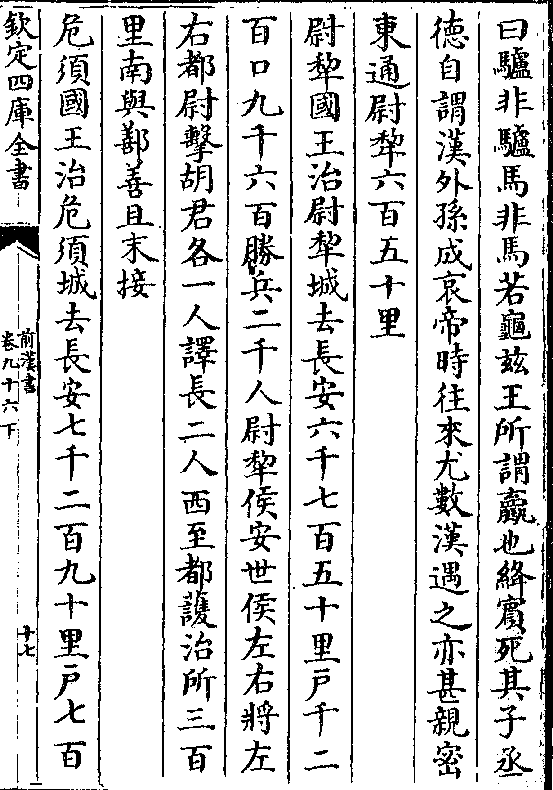 曰驢非驢馬非馬若龜茲王所謂驘也絳賓死其子丞
德自謂漢外孫成哀帝時往來尤數漢遇之亦甚親密
東通尉犂六百五十里
尉犂國王治尉犂城去長安六千七百五十里戸千二
百口九千六百勝兵二千人尉犂侯安世侯左右將左
右都尉擊胡君各一人譯長二人西至都䕶治所三百
里南與鄯善且末接
危須國王治危須城去長安七千二百九十里戸七百
欽定四庫全書
前漢書
卷九十六下
十七